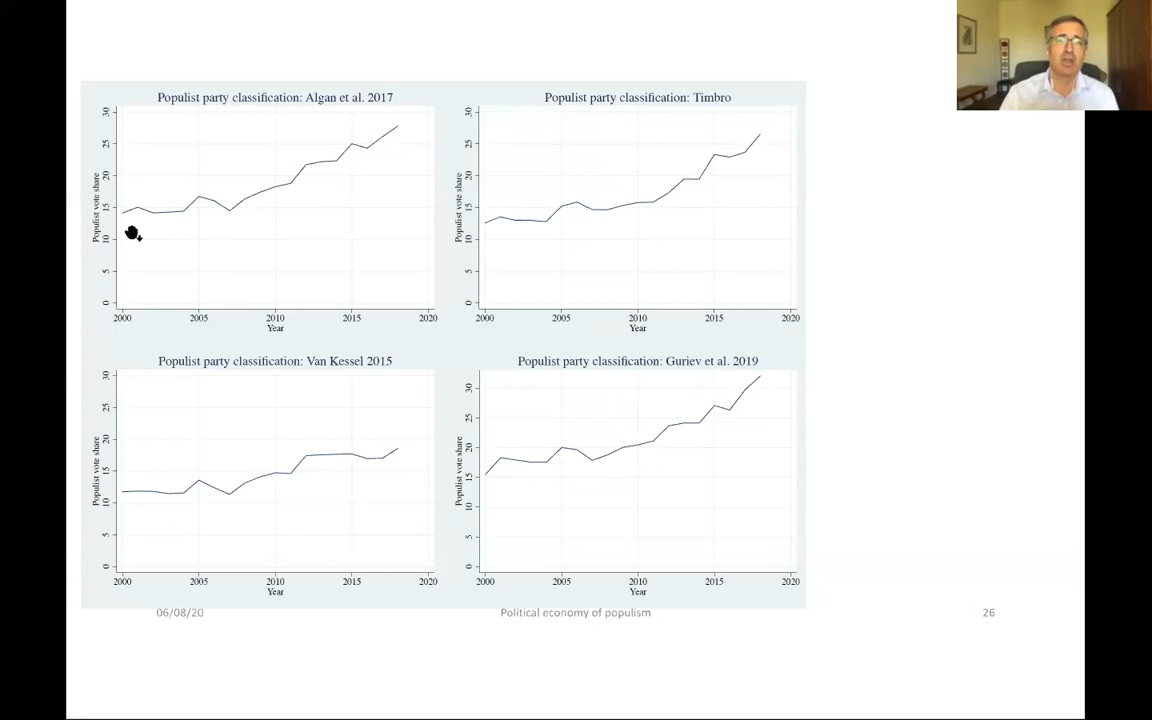 Populist party classification: Algan et al. 2017
30
25
20
15
10
5
0
Populist vote share
2000 2005 2010 2015 2020
Year
Populist party classification: Timbro
30
25
20
15
10
5
0
Populist vote share
2000 2005 2010 2015 2020
Year
Populist party classification: Van Kessel 2015
30
25
20
15
10
5
0
Populist vote share
2000 2005 2010 2015 2020
Year
Populist party classification: Guriev et al. 2019
30
25
20
15
10
5
0
Populist vote share
2000 2005 2010 2015 2020
Year
06/08/20 Political economy of populism 26